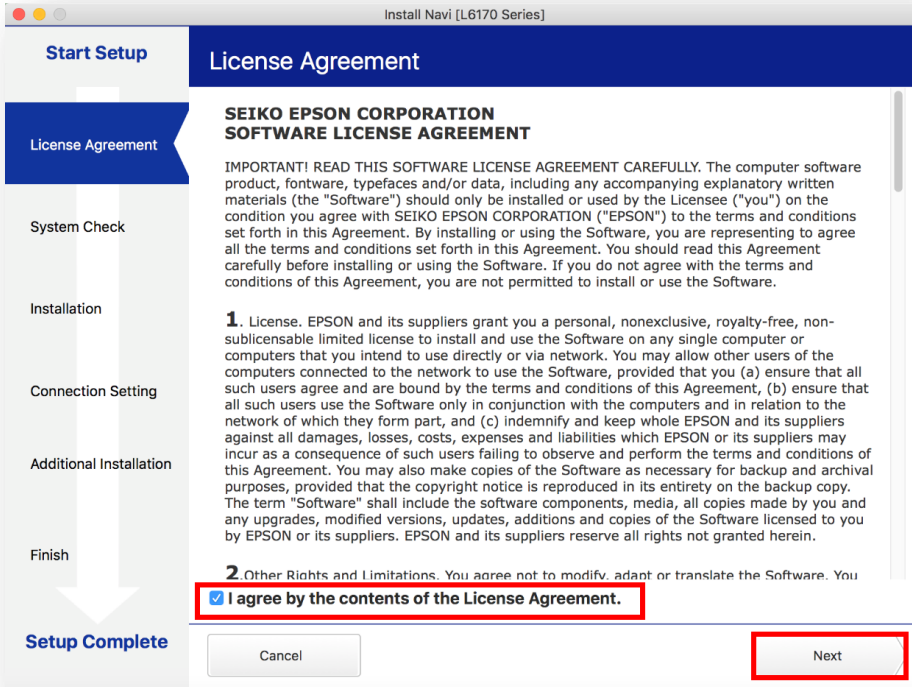 Install Navi [L6170 Series]
Start Setup
License Agreement
System Check
Installation
Connection Setting
Additional Installation
Finish
Setup Complete
License Agreement
SEIKO EPSON CORPORATION
SOFTWARE LICENSE AGREEMENT
IMPORTANT! READ THIS SOFTWARE LICENSE AGREEMENT CAREFULLY. The computer software
product, fontware, typefaces and/or data, including any accompanying explanatory written
materials (the "Software") should only be installed or used by the Licensee ("you") on the
condition you agree with SEIKO EPSON CORPORATION ("EPSON") to the terms and conditions
set forth in this Agreement. By installing or using the Software, you are representing to agree
all the terms and conditions set forth in this Agreement. You should read this Agreement
carefully before installing or using the Software. If you do not agree with the terms and
conditions of this Agreement, you are not permitted to install or use the Software.
1. License. EPSON and its suppliers grant you a personal, nonexclusive, royalty-free, non-
sublicensable limited license to install and use the Software on any single computer or
computers that you intend to use directly or via network. You may allow other users of the
computers connected to the network to use the Software, provided that you (a) ensure that all
such users agree and are bound by the terms and conditions of this Agreement, (b) ensure that
all such users use the Software only in conjunction with the computers and in relation to the
network of which they form part, and (c) indemnify and keep whole EPSON and its suppliers
against all damages, losses, costs, expenses and liabilities which EPSON or its suppliers may
incur as a consequence of such users failing to observe and perform the terms and conditions of
this Agreement. You may also make copies of the Software as necessary for backup and archival
purposes, provided that the copyright notice is reproduced in its entirety on the backup copy.
The term "Software" shall include the software components, media, all copies made by you and
any upgrades, modified versions, updates, additions and copies of the Software licensed to you
by EPSON or its suppliers. EPSON and its suppliers reserve all rights not granted herein.
2.Other Rights and Limitations. You agree not to modify, adapt or translate the Software. You
I agree by the contents of the License Agreement.
Cancel
Next